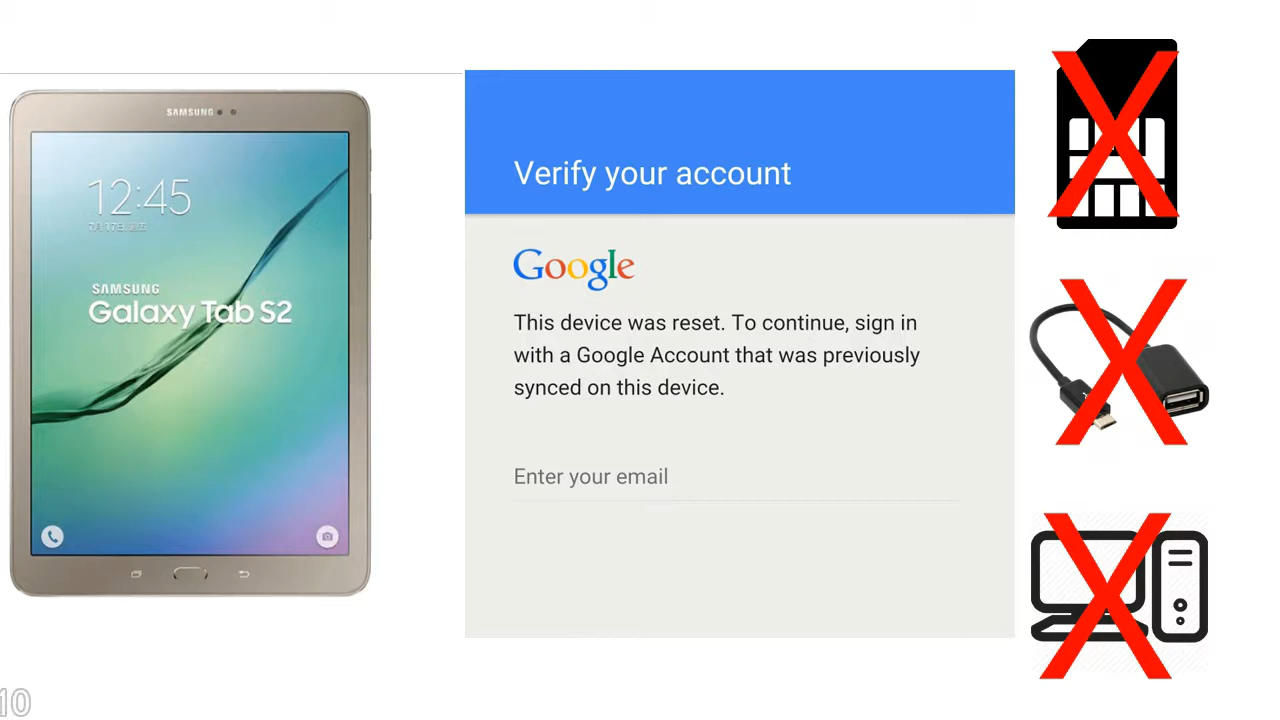 SAMSUNG
12:45
SAMSUNG
Galaxy Tab S2
Verify your account
Google
This device was reset. To continue, sign in
with a Google Account that was previously
synced on this device.
Enter your email
X
X
X
10